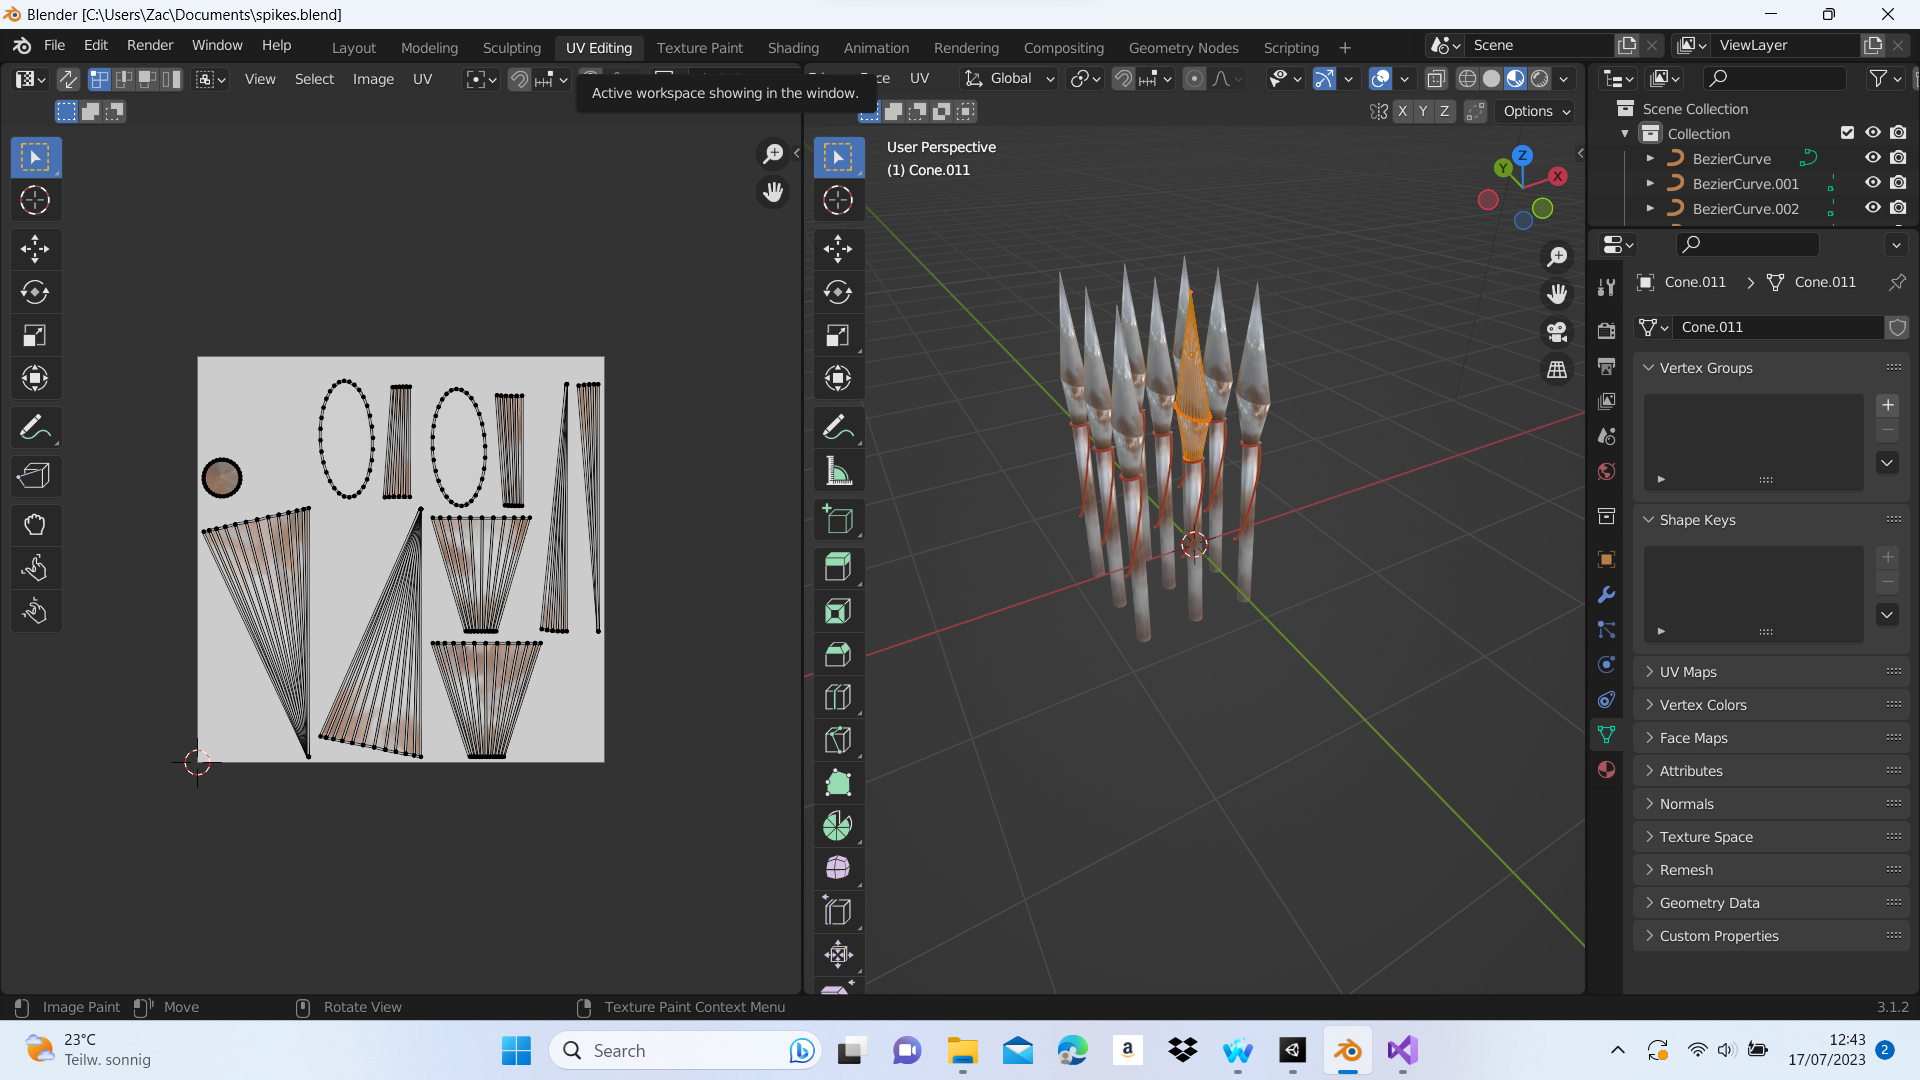 Blender [C:\Users\Zac\Documents\spikes.blend]
File Edit Render Window Help Layout Modeling Sculpting UV Editing Texture Paint Shading Animation Rendering Compositing Geometry Nodes Scripting Scene ViewLayer
View Select Image UV
UV Global
Active workspace showing in the window.
X Y Z Options
User Perspective
(1) Cone.011
Z
Y
X
Scene Collection
Collection
BezierCurve
BezierCurve.001
BezierCurve.002
Cone.011 Cone.011
Cone.011
Vertex Groups
Shape Keys
UV Maps
Vertex Colors
Face Maps
Attributes
Normals
Texture Space
Remesh
Geometry Data
Custom Properties
Image Paint Move Rotate View Texture Paint Context Menu 3.1.2
23°C
Teilw. sonnig
Search
a
12:43
17/07/2023
2